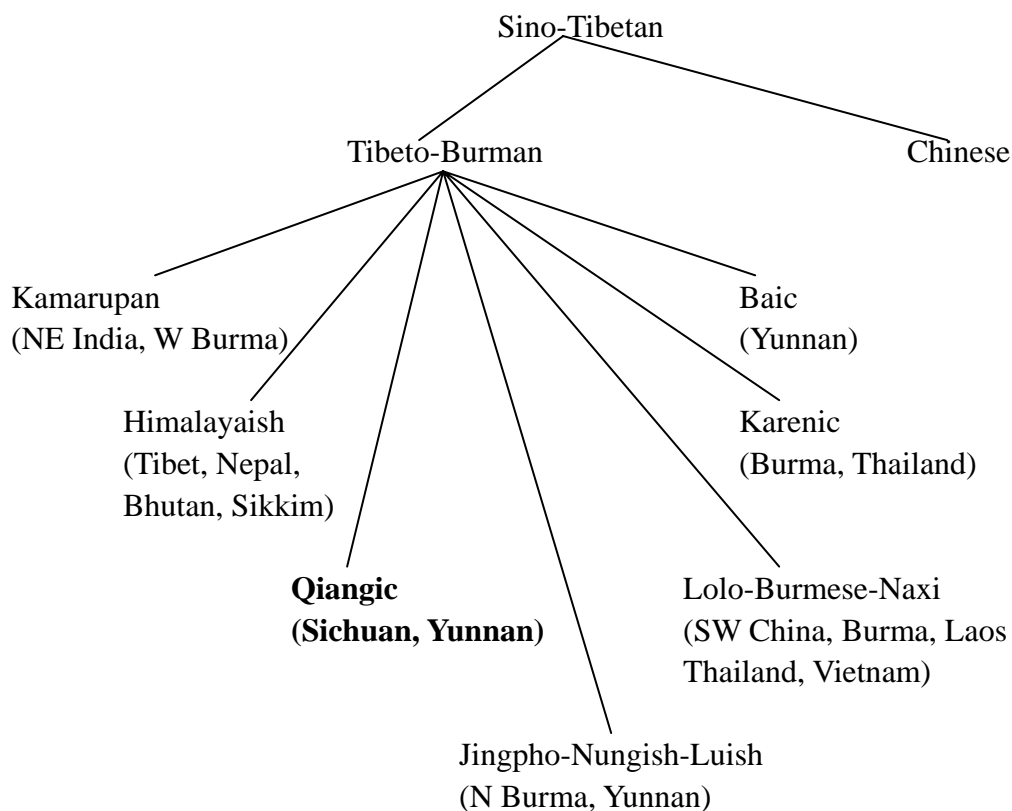 Sino-Tibetan
Tibeto-Burman
Chinese
Kamarupan
(NE India, W Burma)
Baic
(Yunnan)
Himalayaish
(Tibet, Nepal,
Bhutan, Sikkim)
Karenic
(Burma, Thailand)
Qiangic
(Sichuan, Yunnan)
Lolo-Burmese-Naxi
(SW China, Burma, Laos
Thailand, Vietnam)
Jingpho-Nungish-Luish
(N Burma, Yunnan)